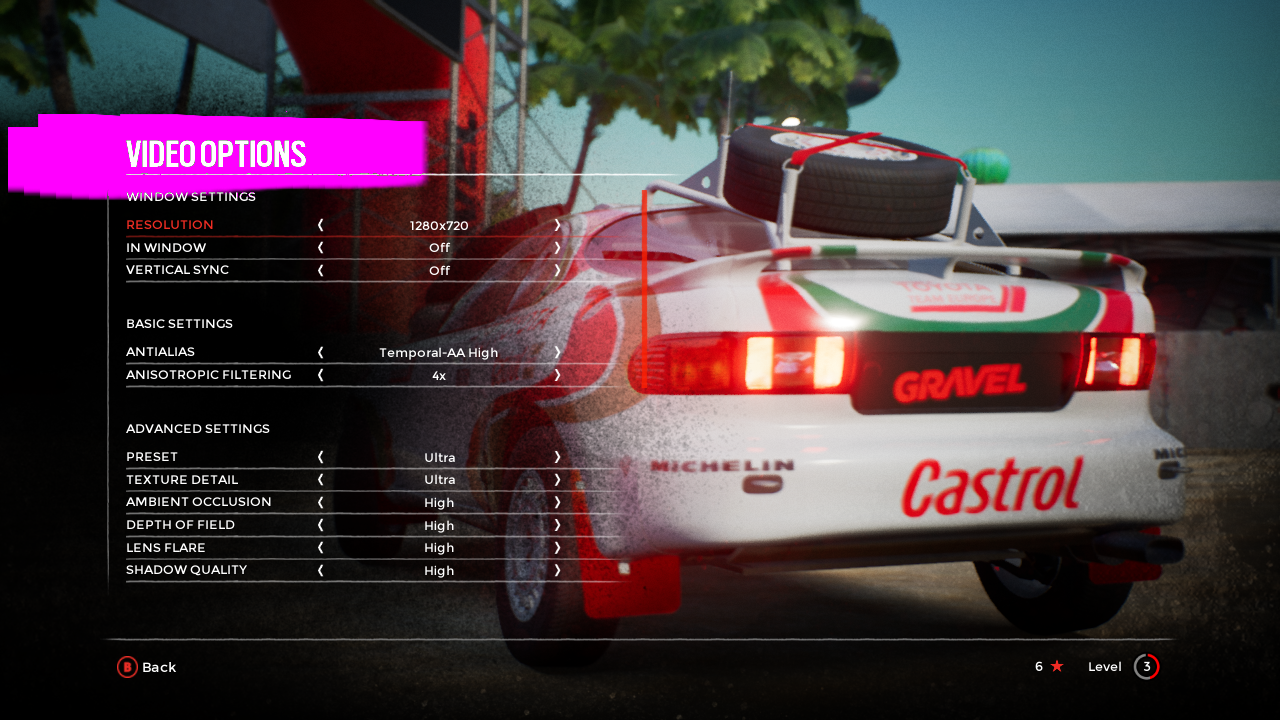 VIDEO OPTIONS
WINDOW SETTINGS
RESOLUTION 1280x720
IN WINDOW Off
VERTICAL SYNC Off
BASIC SETTINGS
ANTIALIAS Temporal-AA High
ANISOTROPIC FILTERING 4x
ADVANCED SETTINGS
PRESET Ultra
TEXTURE DETAIL Ultra
AMBIENT OCCLUSION High
DEPTH OF FIELD High
LENS FLARE High
SHADOW QUALITY High
TOYOTA
TEAM EUROPE
GRAVEL
MICHELIN
Castrol
B Back
6 Level 3